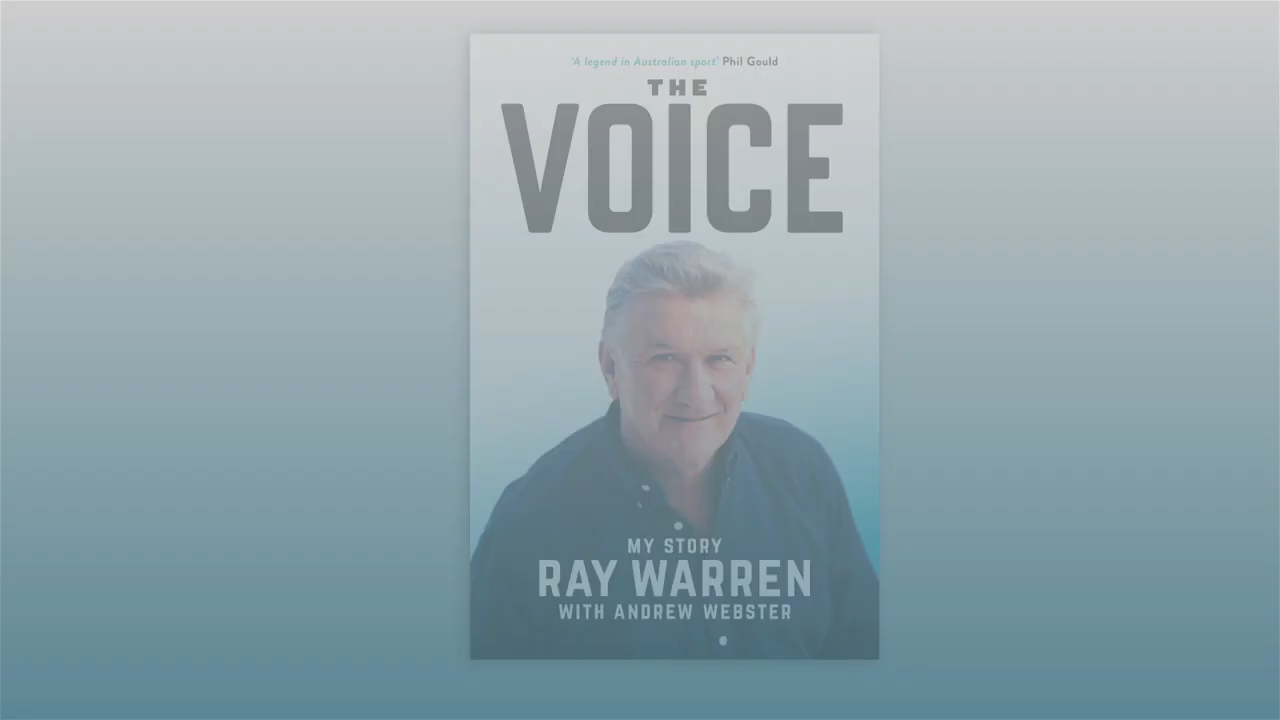 'A legend in Australian sport' Phil Gould
THE
VOICE
MY STORY
RAY WARREN
WITH ANDREW WEBSTER